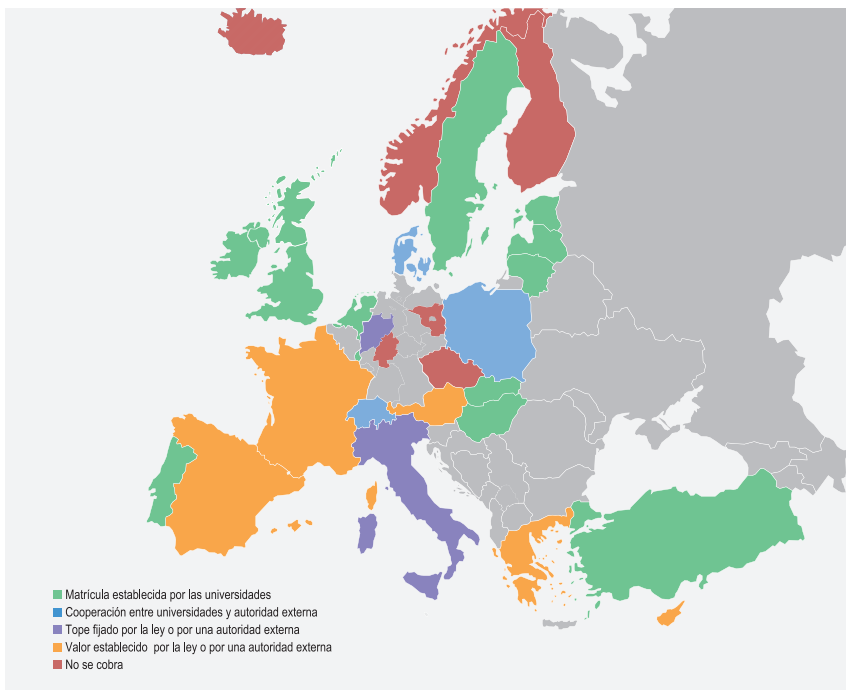 Matrícula establecida por las universidades
Cooperación entre universidades y autoridad externa
Tope fijado por la ley o por una autoridad externa
Valor establecido por la ley o por una autoridad externa
No se cobra